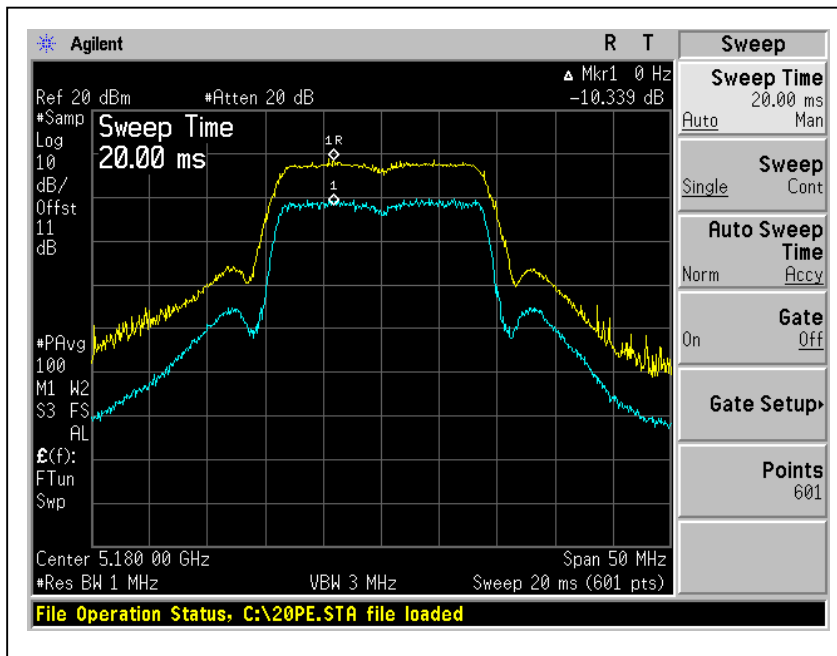 Agilent R T Sweep
Δ Mkr1 0 Hz
Ref 20 dBm #Atten 20 dB -10.339 dB
#Samp
Log
10
dB/
Offst
11
dB
Sweep Time
20.00 ms
1R
1
#PAvg
100
M1 W2
S3 FS
AL
£(f):
FTun
Swp
Center 5.180 00 GHz Span 50 MHz
#Res BW 1 MHz VBW 3 MHz Sweep 20 ms (601 pts)
File Operation Status, C:\20PE.STA file loaded
Sweep Time
20.00 ms
Auto Man
Sweep
Single Cont
Auto Sweep
Time
Norm Accy
Gate
On Off
Gate Setup▸
Points
601